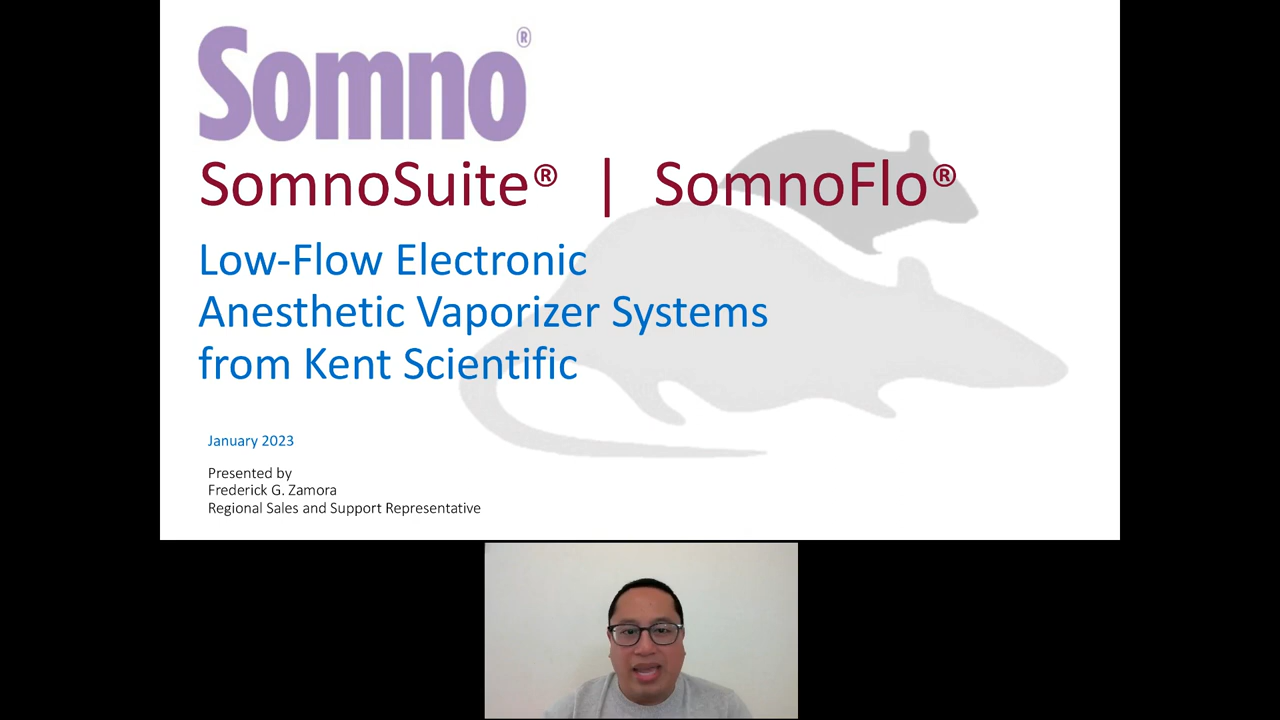 Somno®
SomnoSuite® | SomnoFlo®
Low-Flow Electronic
Anesthetic Vaporizer Systems
from Kent Scientific
January 2023
Presented by
Frederick G. Zamora
Regional Sales and Support Representative